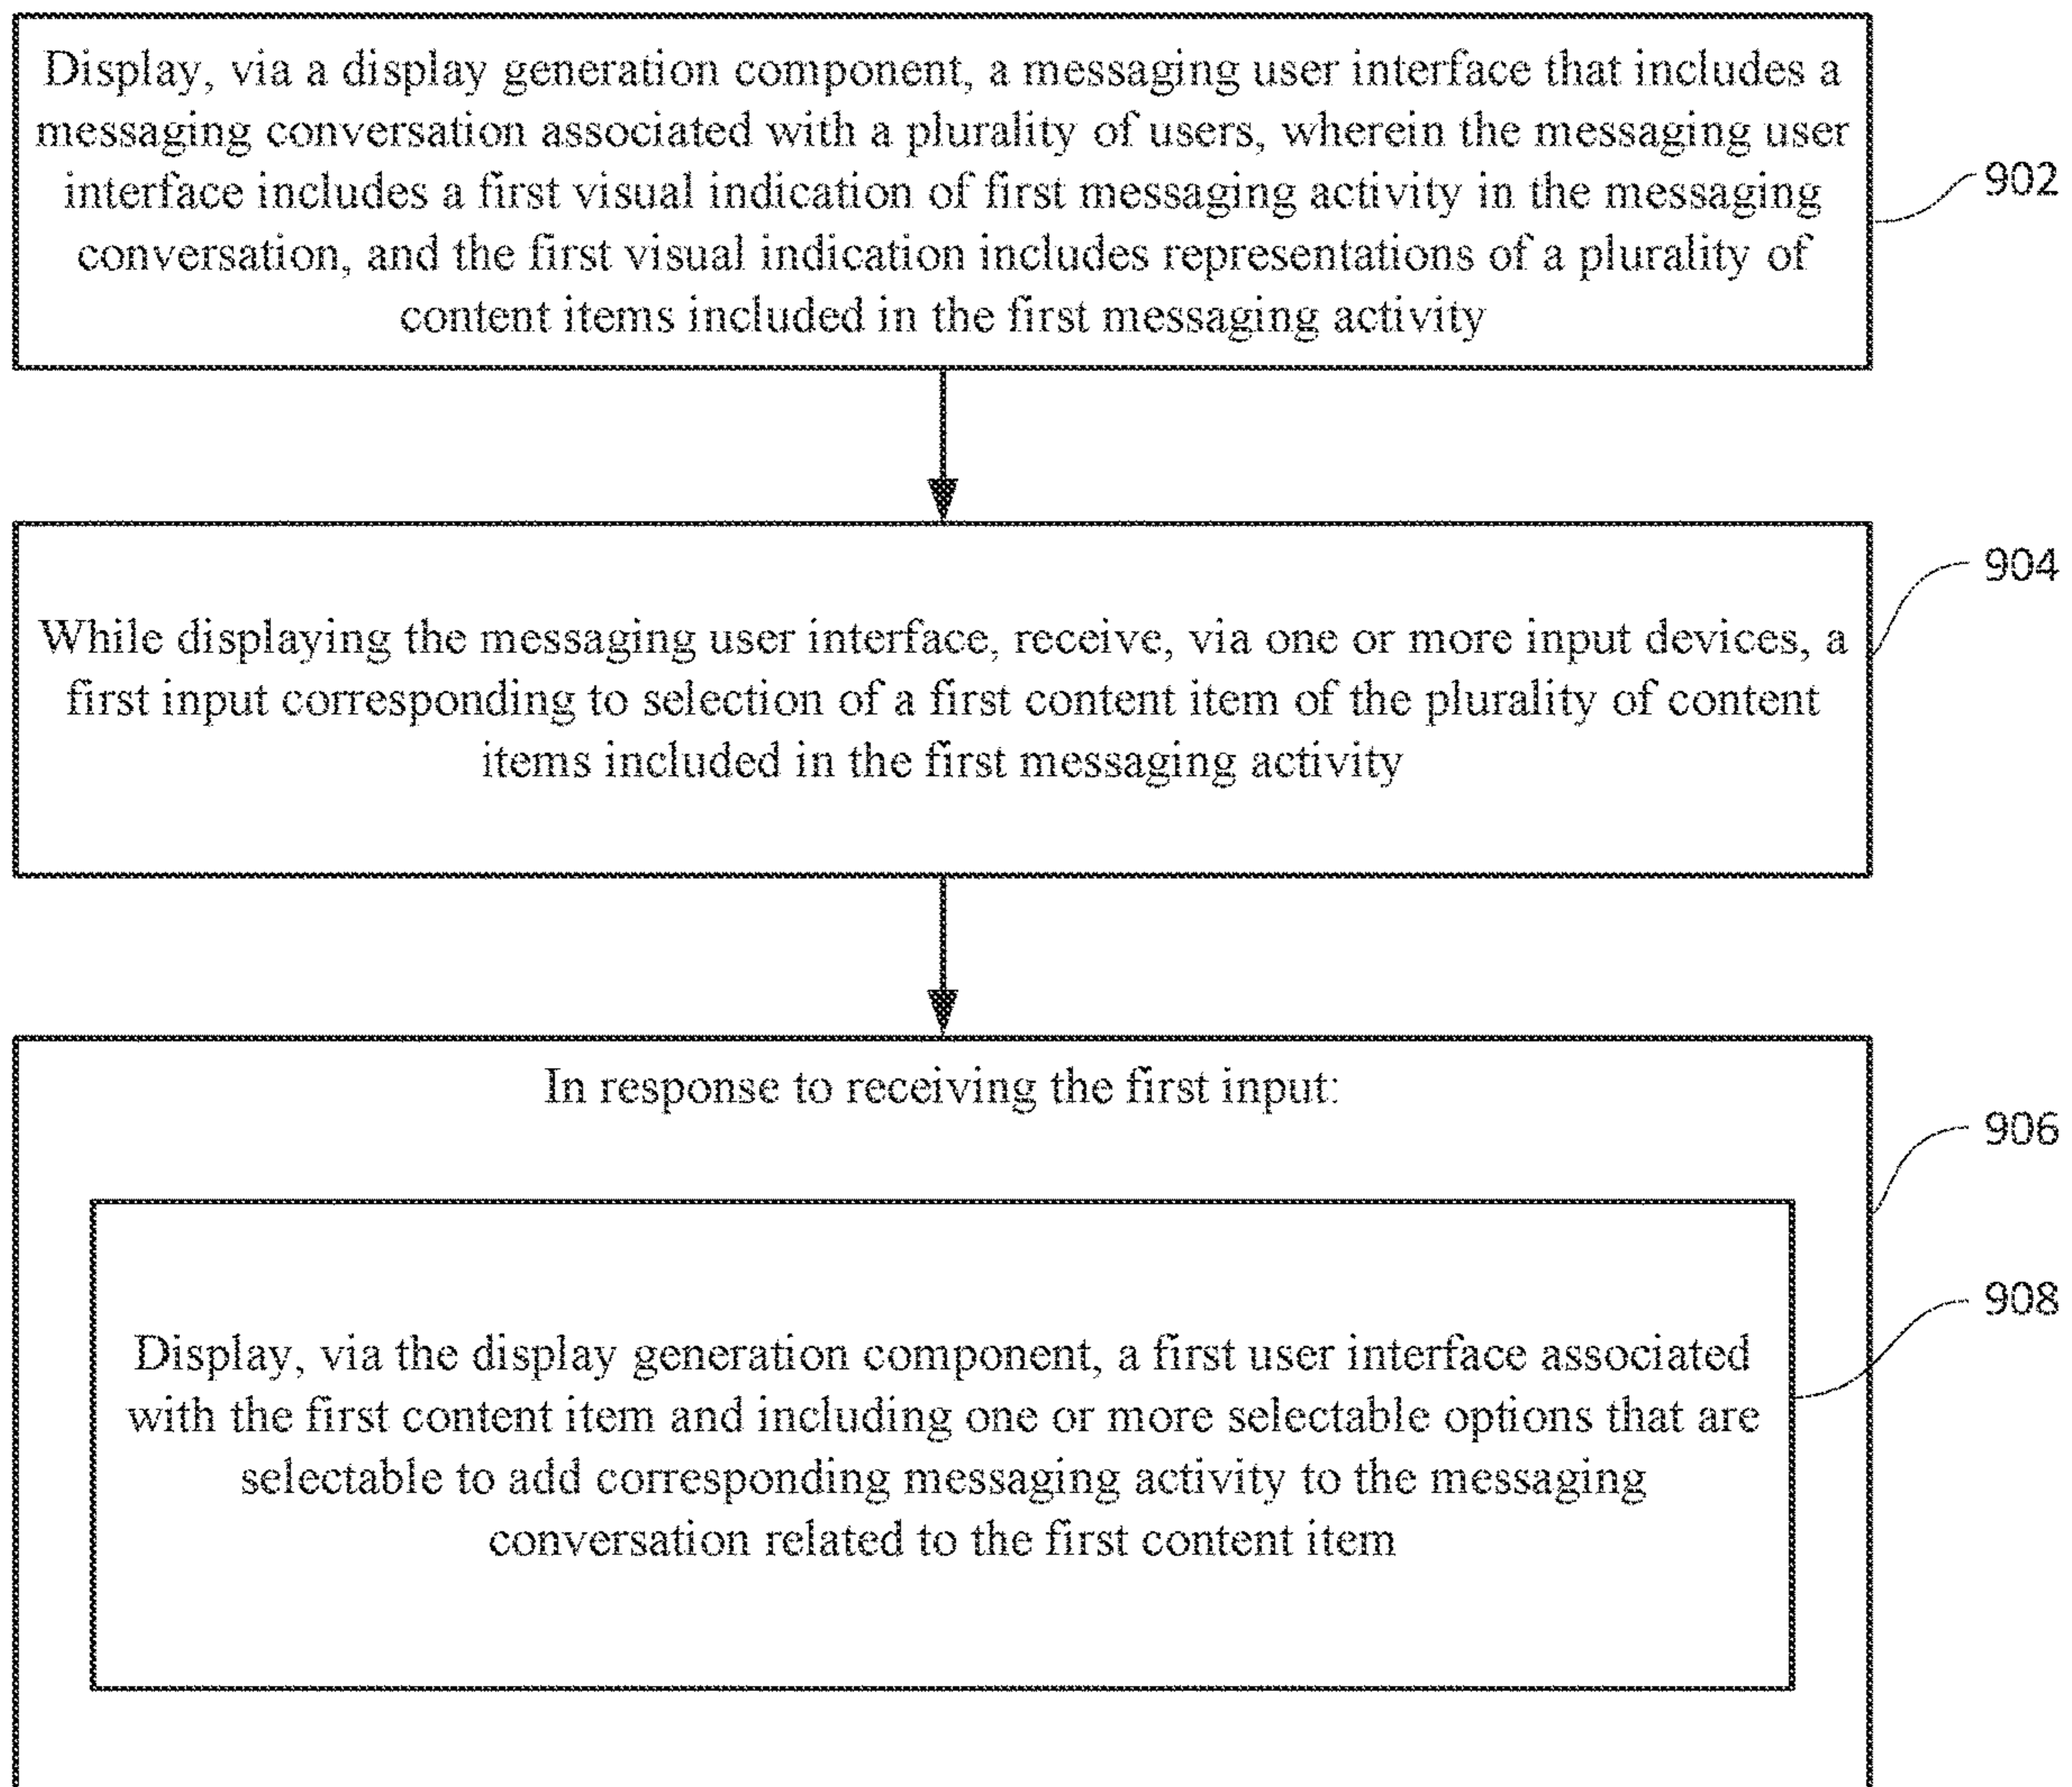 Display, via a display generation component, a messaging user interface that includes a
messaging conversation associated with a plurality of users, wherein the messaging user
interface includes a first visual indication of first messaging activity in the messaging
conversation, and the first visual indication includes representations of a plurality of
content items included in the first messaging activity
902
While displaying the messaging user interface, receive, via one or more input devices, a
first input corresponding to selection of a first content item of the plurality of content
items included in the first messaging activity
904
In response to receiving the first input:
906
Display, via the display generation component, a first user interface associated
with the first content item and including one or more selectable options that are
selectable to add corresponding messaging activity to the messaging
conversation related to the first content item
908